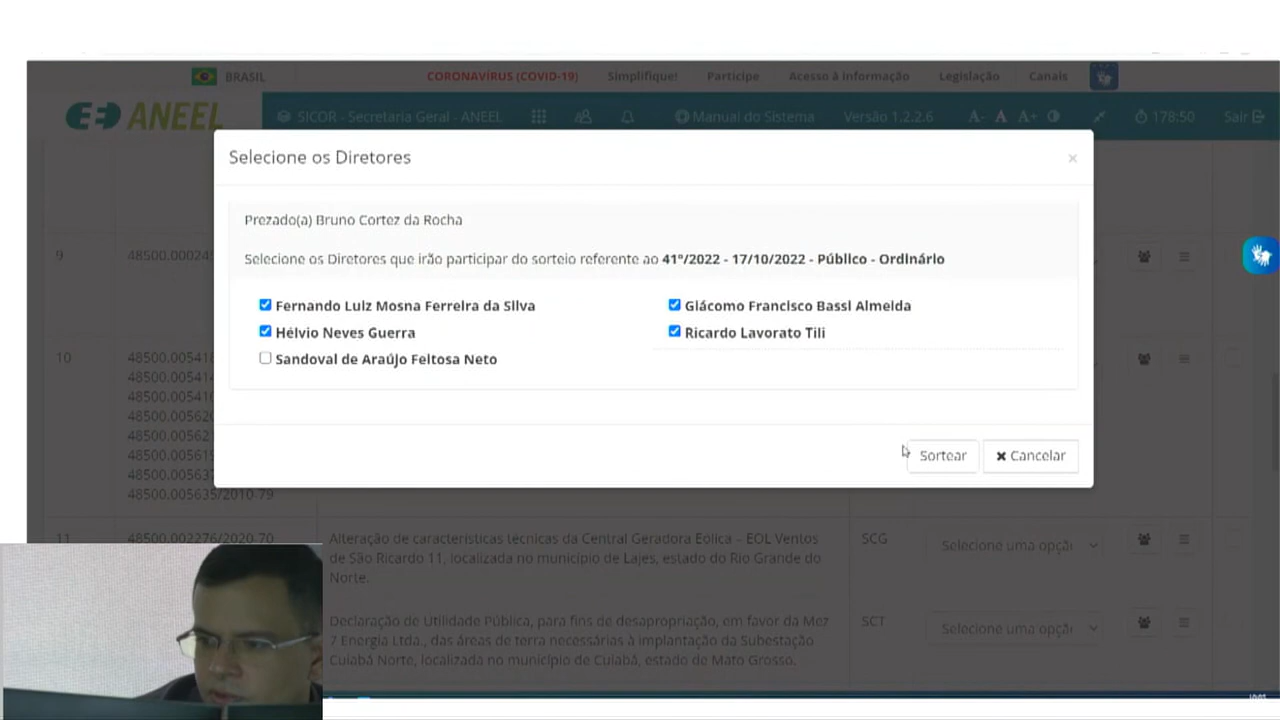 BRASIL CORONAVÍRUS (COVID-19) Simplifique! Participe Acesso à informação Legislação Canais
ANEEL SICOR - Secretaria Geral - ANEEL Manual do Sistema Versão 1.2.2.6 A- A A+ 178:50 Sair
Selecione os Diretores ×
Prezado(a) Bruno Cortez da Rocha
Selecione os Diretores que irão participar do sorteio referente ao 41º/2022 - 17/10/2022 - Público - Ordinário
Fernando Luiz Mosna Ferreira da Silva Giácomo Francisco Bassi Almeida
Hélvio Neves Guerra Ricardo Lavorato Tili
Sandoval de Araújo Feitosa Neto
Sortear Cancelar
9 48500.000245
10
48500.005635/2010-79
11 48500.002276/2020-70 Alteração de características técnicas da Central Geradora Eólica - EOL Ventos SCG Selecione uma opçã
de São Ricardo 11, localizada no município de Lajes, estado do Rio Grande do
Norte.
Declaração de Utilidade Pública, para fins de desapropriação, em favor da Mez SCT Selecione uma opçã
7 Energia Ltda., das áreas de terra necessárias à implantação da Subestação
Cuiabá Norte, localizada no município de Cuiabá, estado de Mato Grosso.